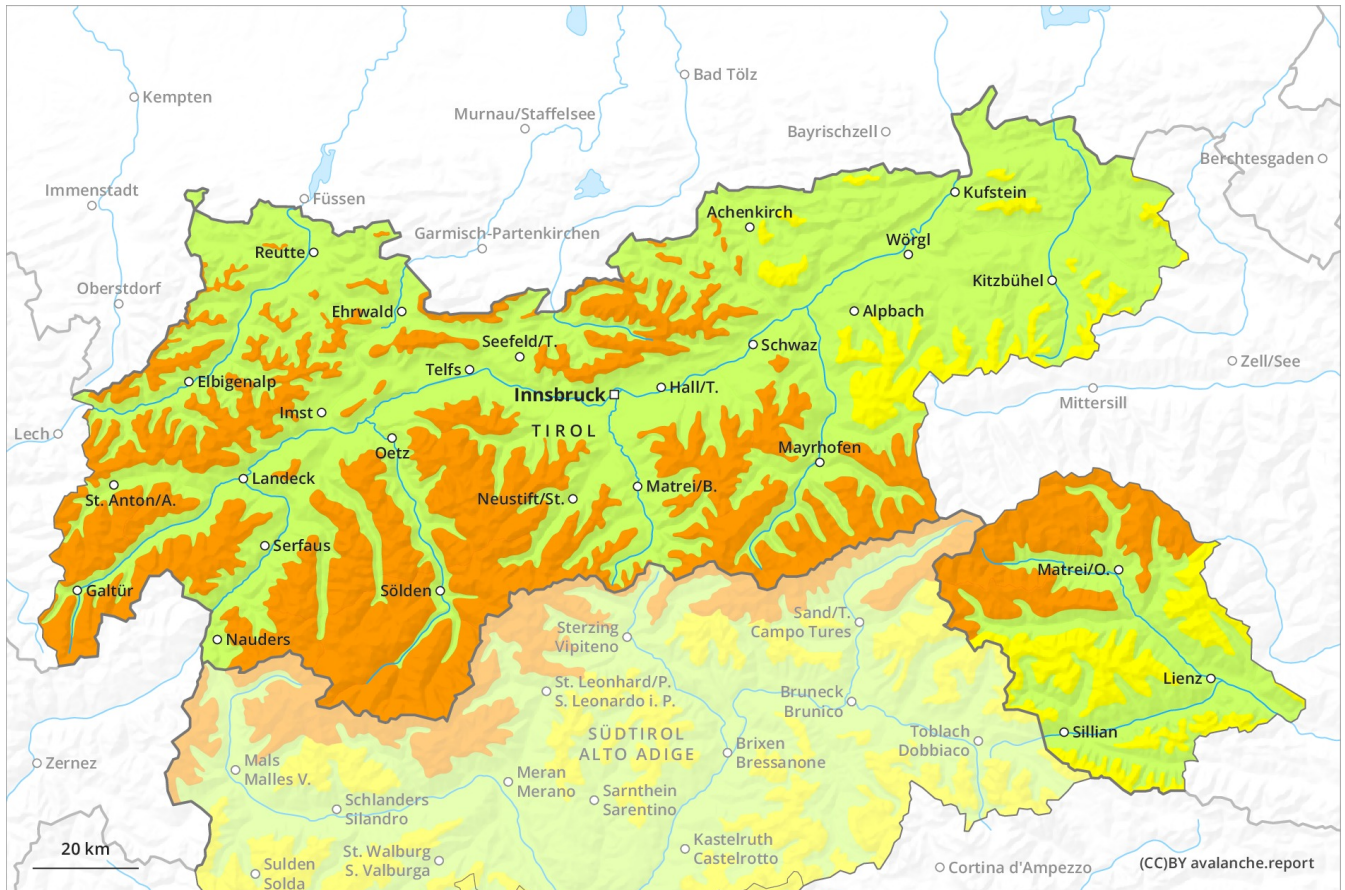 Bad Tölz
Kempten
Murnau/Staffelsee
Bayrischzell
Berchtesgaden
Immenstadt
Füssen
Kufstein
Achenkirch
Garmisch-Partenkirchen
Reutte
Wörgl
Kitzbühel
Oberstdorf
Ehrwald
Alpbach
Seefeld/T.
Schwaz
Zell/See
Telfs
Elbigenalp
Hall/T.
Innsbruck
Mittersill
Imst
TIROL
Lech
Oetz
Mayrhofen
Landeck
Matrei/B.
St. Anton/A.
Neustift/St.
Serfaus
Matrei/O.
Galtür
Sölden
Sand/T.
Campo Tures
Sterzing
Vipiteno
Nauders
Lienz
St. Leonhard/P.
S. Leonardo i. P.
Bruneck
Brunico
SÜDTIROL
ALTO ADIGE
Toblach
Dobbiaco
Sillian
Brixen
Bressanone
Zernez
Mals
Malles V.
Meran
Merano
Sarnthein
Sarentino
Schlanders
Silandro
Kastelruth
Castelrotto
20 km
St. Walburg
S. Valburga
Sulden
Solda
Cortina d'Ampezzo
(CC)BY avalanche.report